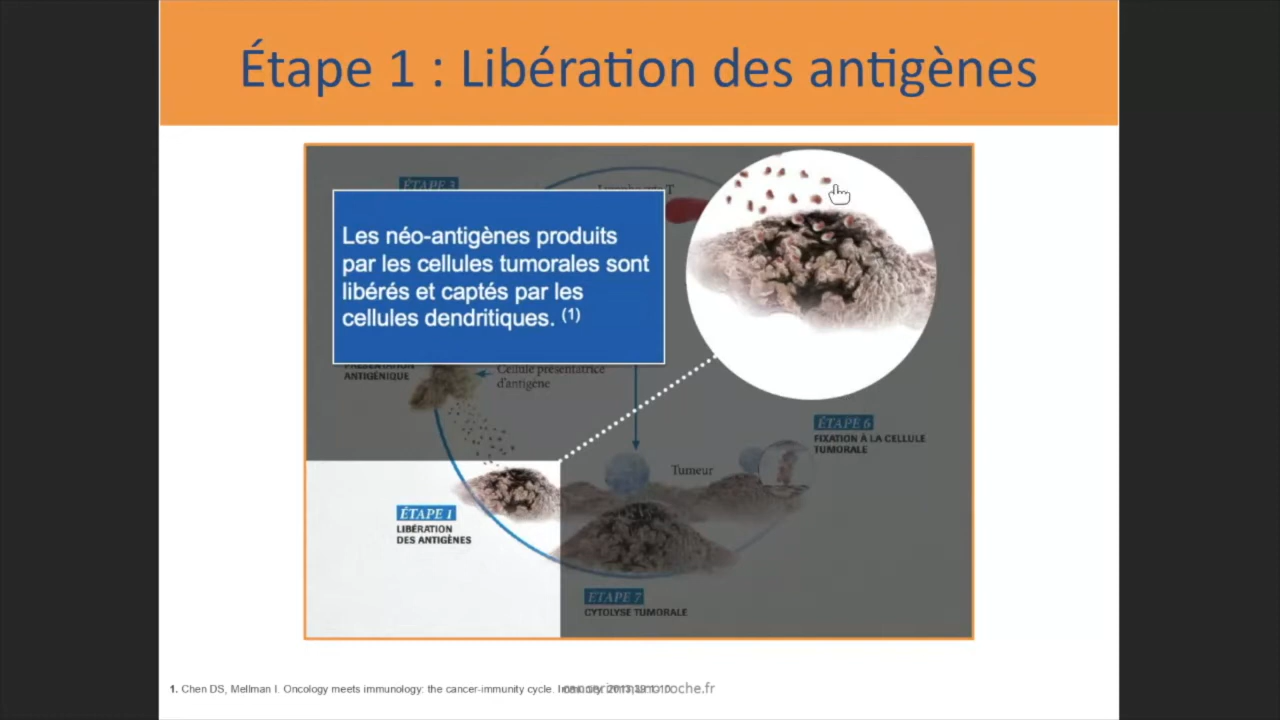 Étape 1 : Libération des antigènes
ÉTAPE 3
Les néo-antigènes produits
par les cellules tumorales sont
libérés et captés par les
cellules dendritiques. (1)
PRÉSENTATION
ANTIGÉNIQUE
Cellule présentatrice
d'antigène
ÉTAPE 6
FIXATION À LA CELLULE
TUMORALE
Tumeur
ÉTAPE 1
LIBÉRATION
DES ANTIGÈNES
ÉTAPE 7
CYTOLYSE TUMORALE
1. Chen DS, Mellman I. Oncology meets immunology: the cancer-immunity cycle.